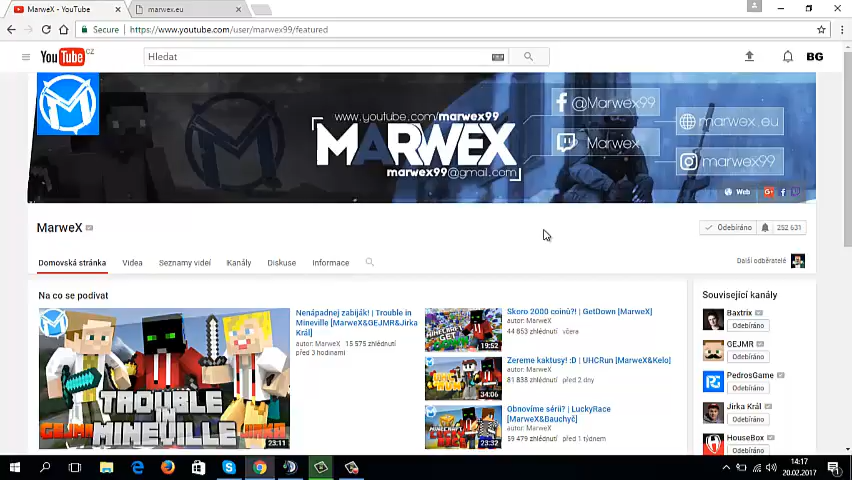 MarweX - YouTube
marwex.eu
Secure
https://www.youtube.com/user/marwex99/featured
YouTube CZ
Hledat
BG
www.youtube.com/marwex99
@Marwex99
marwex.eu
MARWEX
Marwex
marwex99
marwex99@gmail.com
Web
MarweX
Odebíráno
252 631
Domovská stránka
Videa
Seznamy videí
Kanály
Diskuse
Informace
Další odběratelé
Na co se podívat
Nenápadnej zabiják! | Trouble in
Mineville [MarweX&GEJMR&Jirka
Král]
autor: MarweX
15 575 zhlédnutí
před 3 hodinami
TROUBLE
IN
MINEVILLE
GEJMR
JIRKA
23:11
Skoro 2000 coinů?! | GetDown [MarweX]
autor: MarweX
44 853 zhlédnutí
včera
19:52
Zereme kaktusy! :D | UHCRun [MarweX&Kelo]
autor: MarweX
81 838 zhlédnutí
před 2 dny
34:06
Obnovíme sérii? | LuckyRace
[MarweX&Bauchyč]
autor: MarweX
59 479 zhlédnutí
před 1 týdnem
23:32
Související kanály
Baxtrix
Odebíráno
GEJMR
Odebíráno
PedrosGame
Odebíráno
Jirka Král
Odebíráno
HouseBox
Odebíráno
14:17
20.02.2017